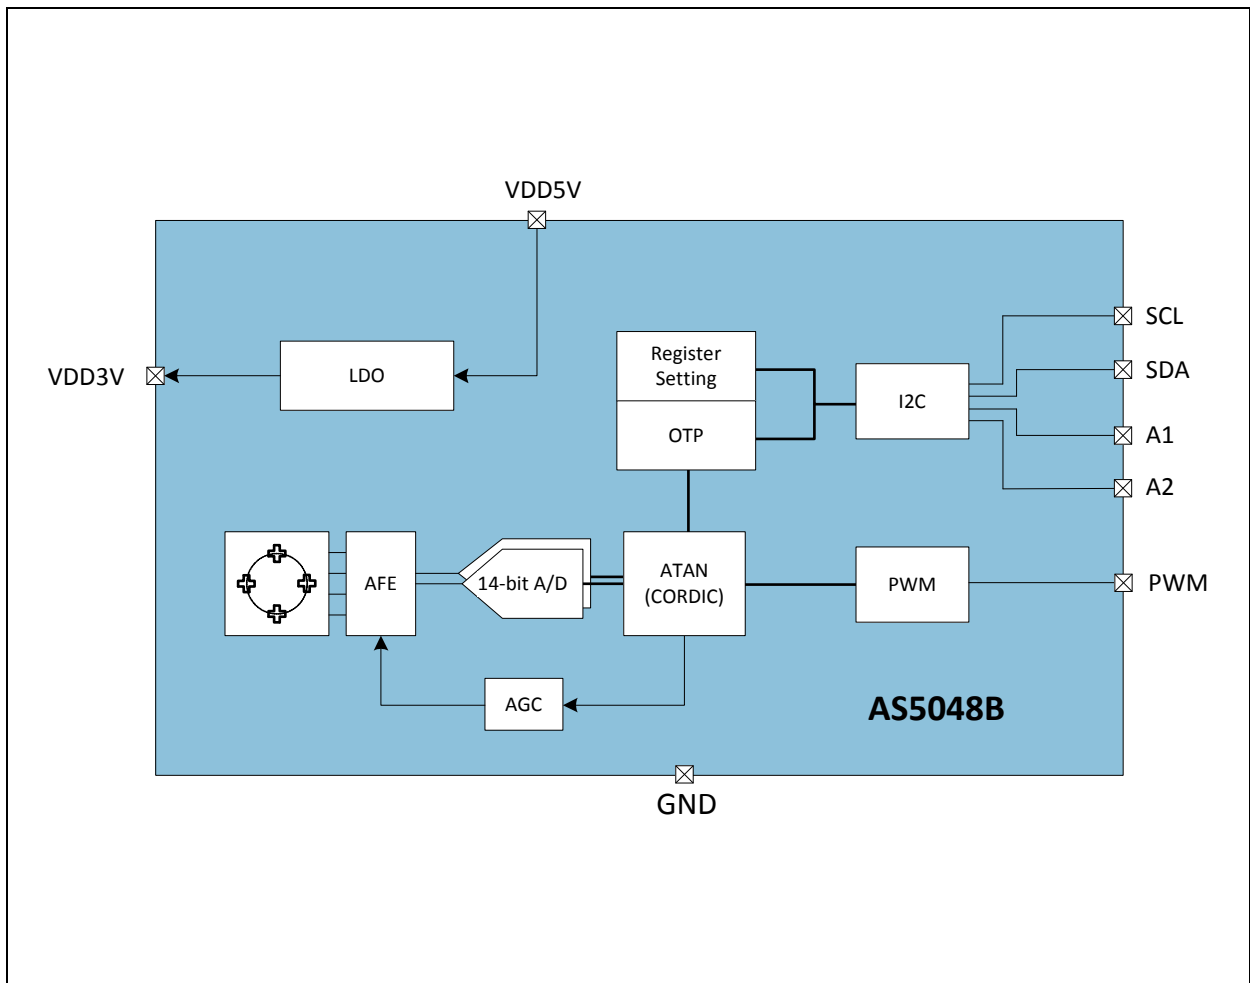 VDD5V
SCL
Register
Setting
VDD3V
LDO
SDA
I2C
OTP
A1
A2
AFE
14-bit A/D
ATAN
(CORDIC)
PWM
PWM
AGC
AS5048B
GND